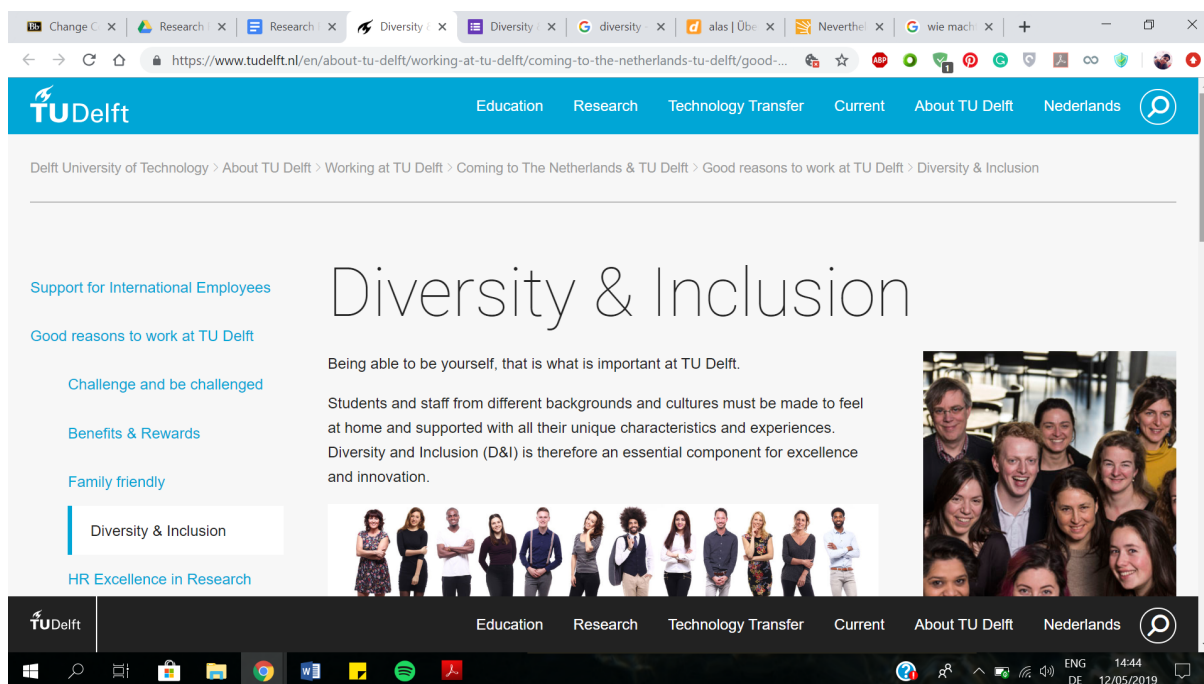 Change G
Research
Research
Diversity &
Diversity &
diversity
alas | Übe
Neverthe
wie mach
https://www.tudelft.nl/en/about-tu-delft/working-at-tu-delft/coming-to-the-netherlands-tu-delft/good-...
ABP
1
TUDelft
Education
Research
Technology Transfer
Current
About TU Delft
Nederlands
Delft University of Technology > About TU Delft > Working at TU Delft > Coming to The Netherlands & TU Delft > Good reasons to work at TU Delft > Diversity & Inclusion
Support for International Employees
Good reasons to work at TU Delft
Challenge and be challenged
Benefits & Rewards
Family friendly
Diversity & Inclusion
HR Excellence in Research
Diversity & Inclusion
Being able to be yourself, that is what is important at TU Delft.
Students and staff from different backgrounds and cultures must be made to feel
at home and supported with all their unique characteristics and experiences.
Diversity and Inclusion (D&I) is therefore an essential component for excellence
and innovation.
TUDelft
Education
Research
Technology Transfer
Current
About TU Delft
Nederlands
ENG
DE
14:44
12/05/2019